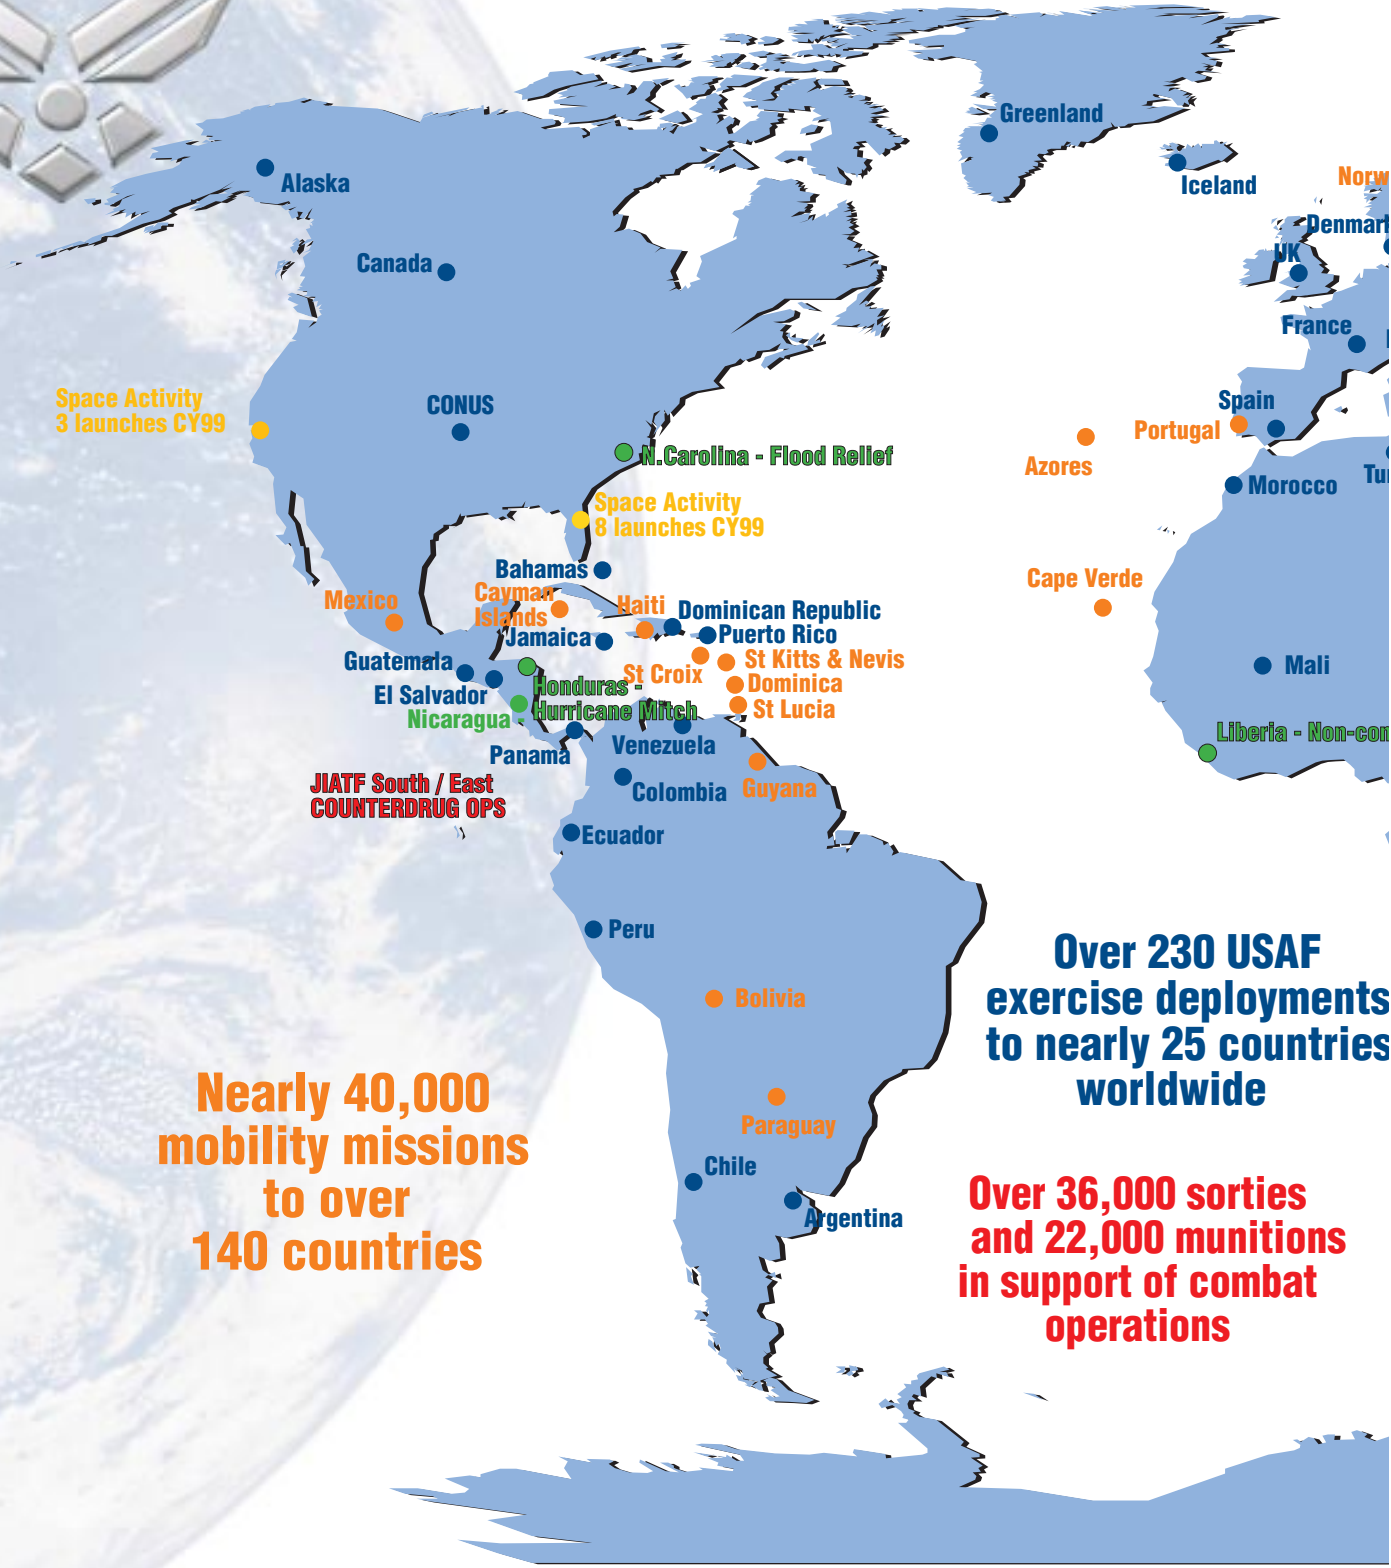 Greenland
Alaska
Iceland
Norw
Denmark
UK
Canada
France
Space Activity
3 launches CY99
CONUS
Spain
Portugal
Azores
N.Carolina - Flood Relief
Morocco
Tu
Space Activity
8 launches CY99
Bahamas
Cape Verde
Cayman
Islands
Mexico
Haiti
Dominican Republic
Jamaica
Puerto Rico
Guatemala
St Croix
St Kitts & Nevis
Mali
El Salvador
Honduras -
Hurricane Mitch
Dominica
Nicaragua -
St Lucia
Liberia - Non-com
Panama
Venezuela
JIATF South / East
COUNTERDRUG OPS
Colombia
Guyana
Ecuador
Peru
Over 230 USAF
exercise deployments
to nearly 25 countries
worldwide
Bolivia
Nearly 40,000
mobility missions
to over
140 countries
Paraguay
Chile
Argentina
Over 36,000 sorties
and 22,000 munitions
in support of combat
operations